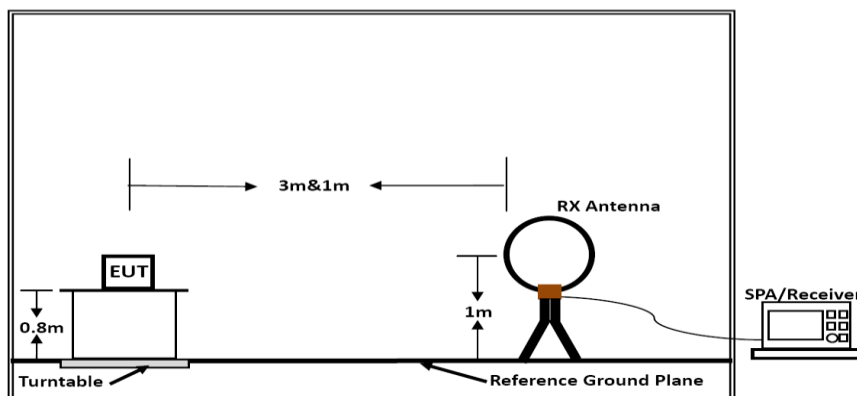 3m&1m
RX Antenna
EUT
SPA/Receiver
0.8m
1m
Turntable
Reference Ground Plane